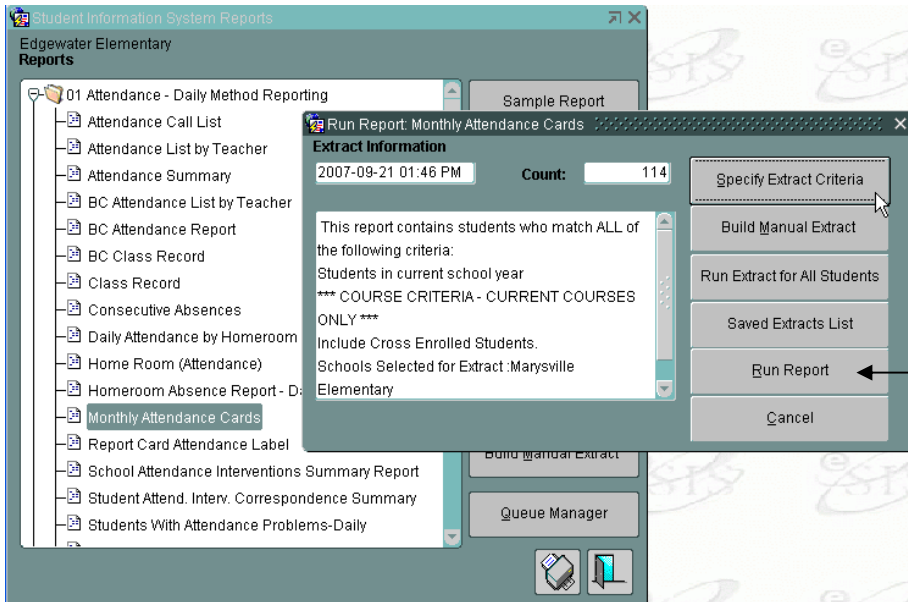 Student Information System Reports
Edgewater Elementary
Reports
01 Attendance - Daily Method Reporting
Attendance Call List
Attendance List by Teacher
Attendance Summary
BC Attendance List by Teacher
BC Attendance Report
BC Class Record
Class Record
Consecutive Absences
Daily Attendance by Homeroom
Home Room (Attendance)
Homeroom Absence Report - Da
Monthly Attendance Cards
Report Card Attendance Label
School Attendance Interventions Summary Report
Student Attend. Interv. Correspondence Summary
Students With Attendance Problems-Daily
Sample Report
Build Manual Extract
Queue Manager
Run Report: Monthly Attendance Cards
Extract Information
2007-09-21 01:46 PM
Count: 114
This report contains students who match ALL of
the following criteria:
Students in current school year
*** COURSE CRITERIA - CURRENT COURSES
ONLY ***
Include Cross Enrolled Students.
Schools Selected for Extract :Marysville
Elementary
Specify Extract Criteria
Build Manual Extract
Run Extract for All Students
Saved Extracts List
Run Report
Cancel
eSIS
eSIS
eSIS
eSIS